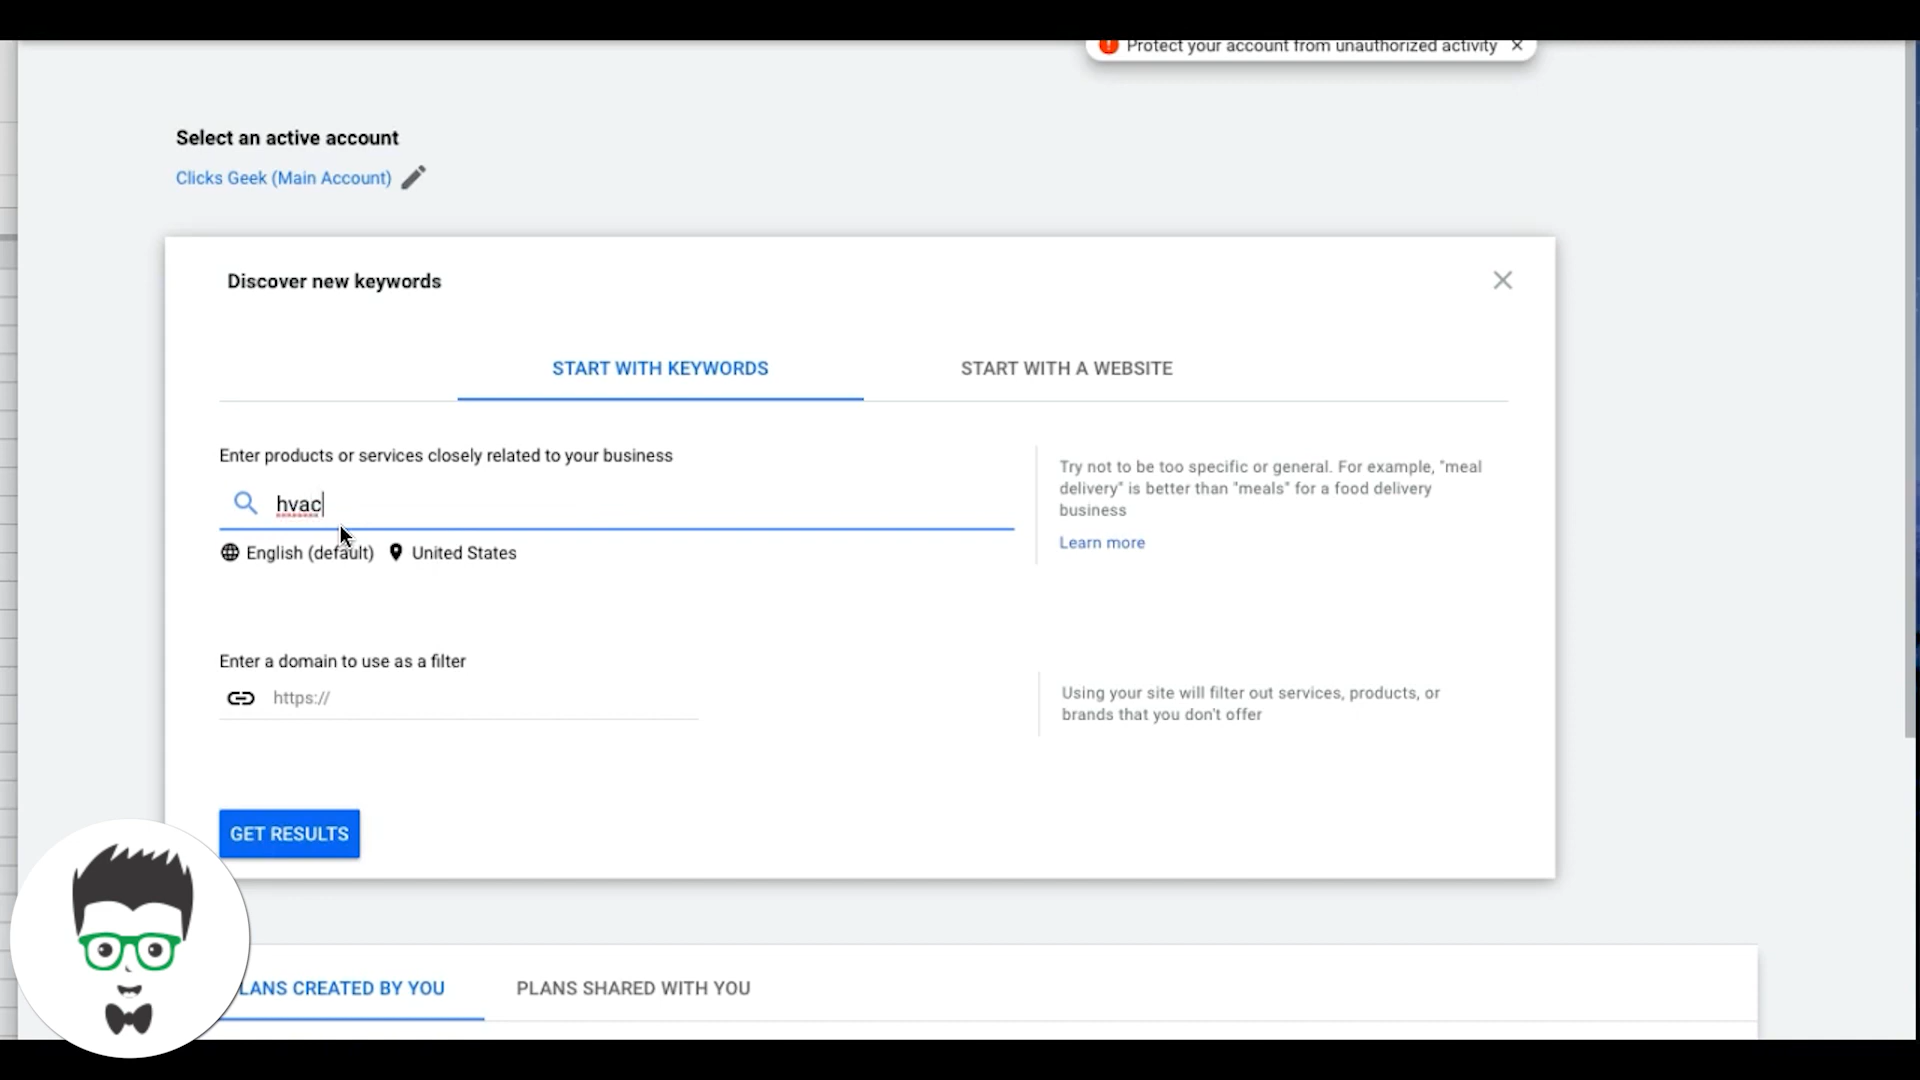 Protect your account from unauthorized activity
Select an active account
Clicks Geek (Main Account)
Discover new keywords
START WITH KEYWORDS
START WITH A WEBSITE
Enter products or services closely related to your business
hvac
English (default)
United States
Try not to be too specific or general. For example, "meal
delivery" is better than "meals" for a food delivery
business
Learn more
Enter a domain to use as a filter
https://
Using your site will filter out services, products, or
brands that you don't offer
GET RESULTS
LANS CREATED BY YOU
PLANS SHARED WITH YOU